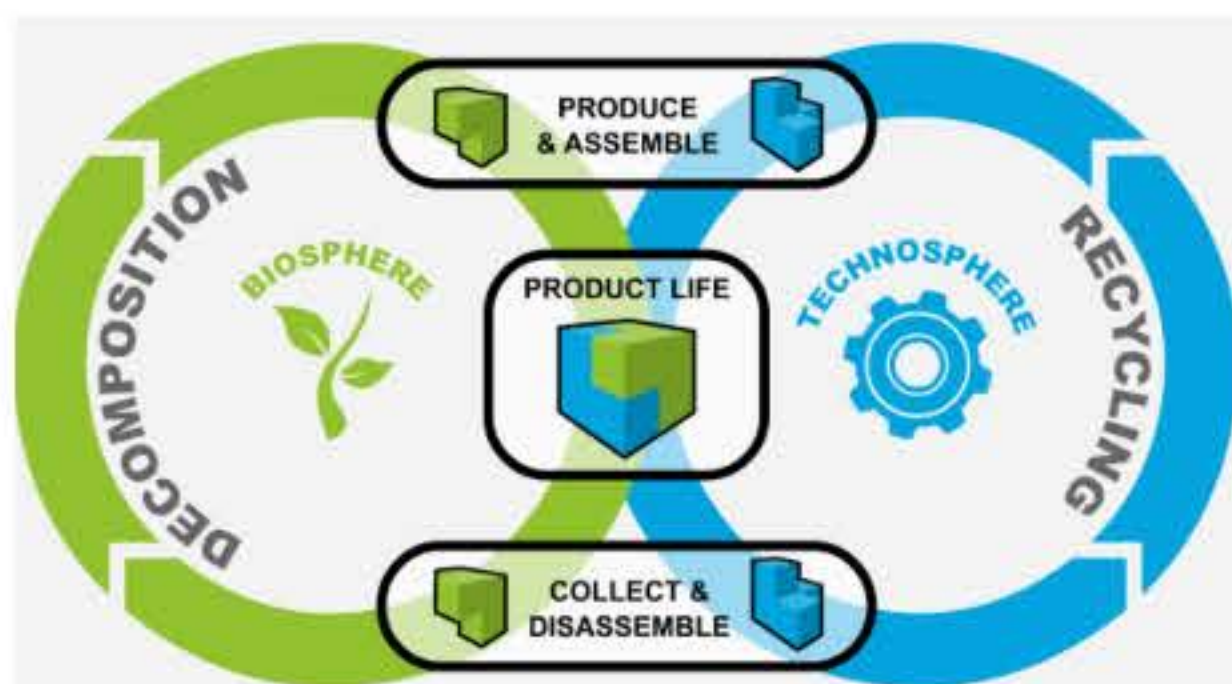 PRODUCE
& ASSEMBLE
DECOMPOSITION
BIOSPHERE
PRODUCT LIFE
TECHNOSPHERE
RECYCLING
COLLECT &
DISASSEMBLE